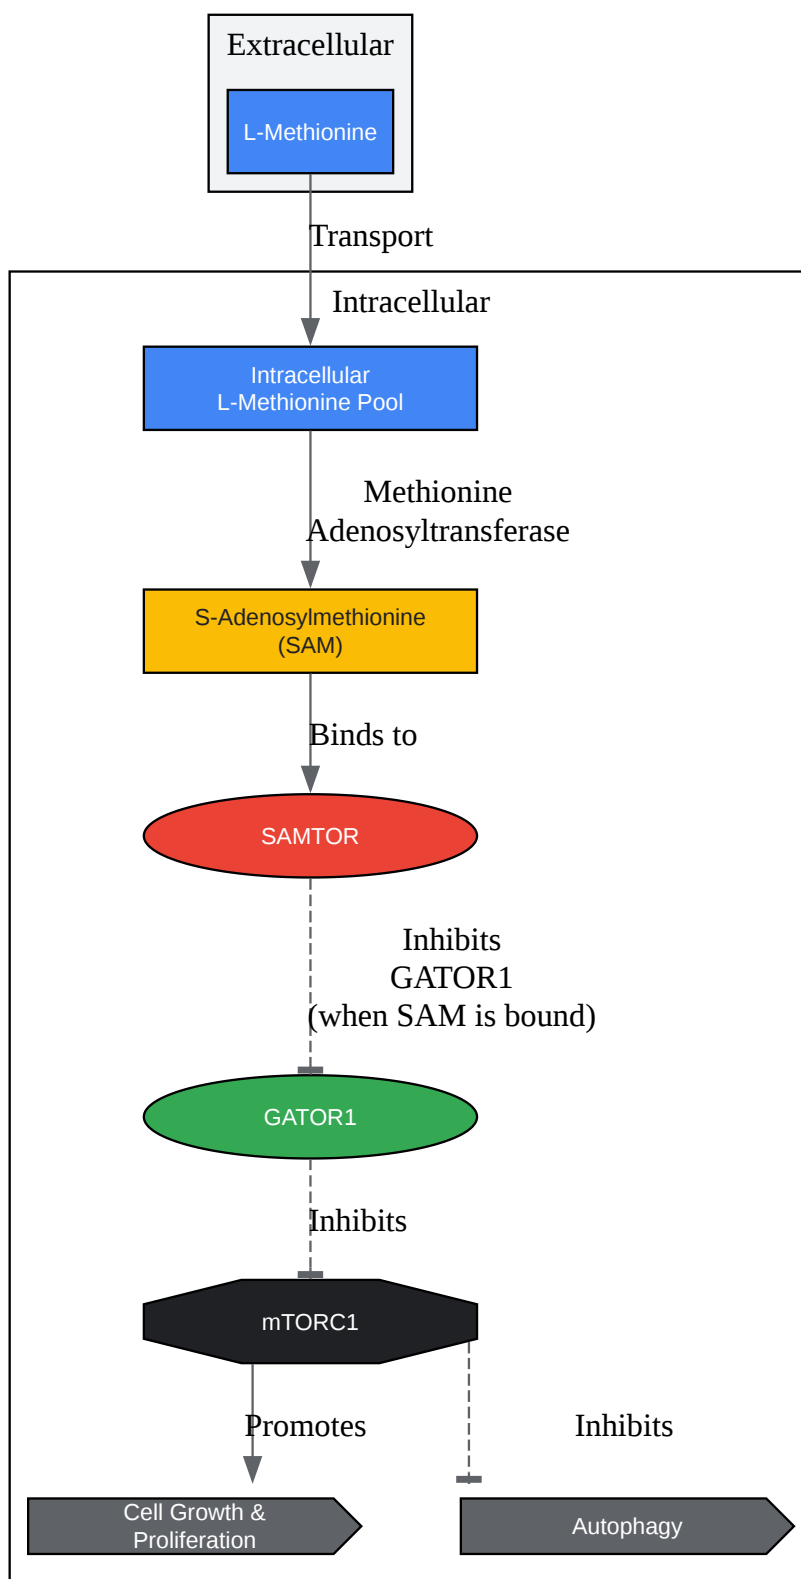 Extracellular
L-Methionine
Transport
Intracellular
Intracellular
L-Methionine Pool
Methionine
Adenosyltransferase
S-Adenosylmethionine
(SAM)
Binds to
SAMTOR
Inhibits
GATOR1
(when SAM is bound)
GATOR1
Inhibits
mTORC1
Promotes
Inhibits
Cell Growth &
Proliferation
Autophagy